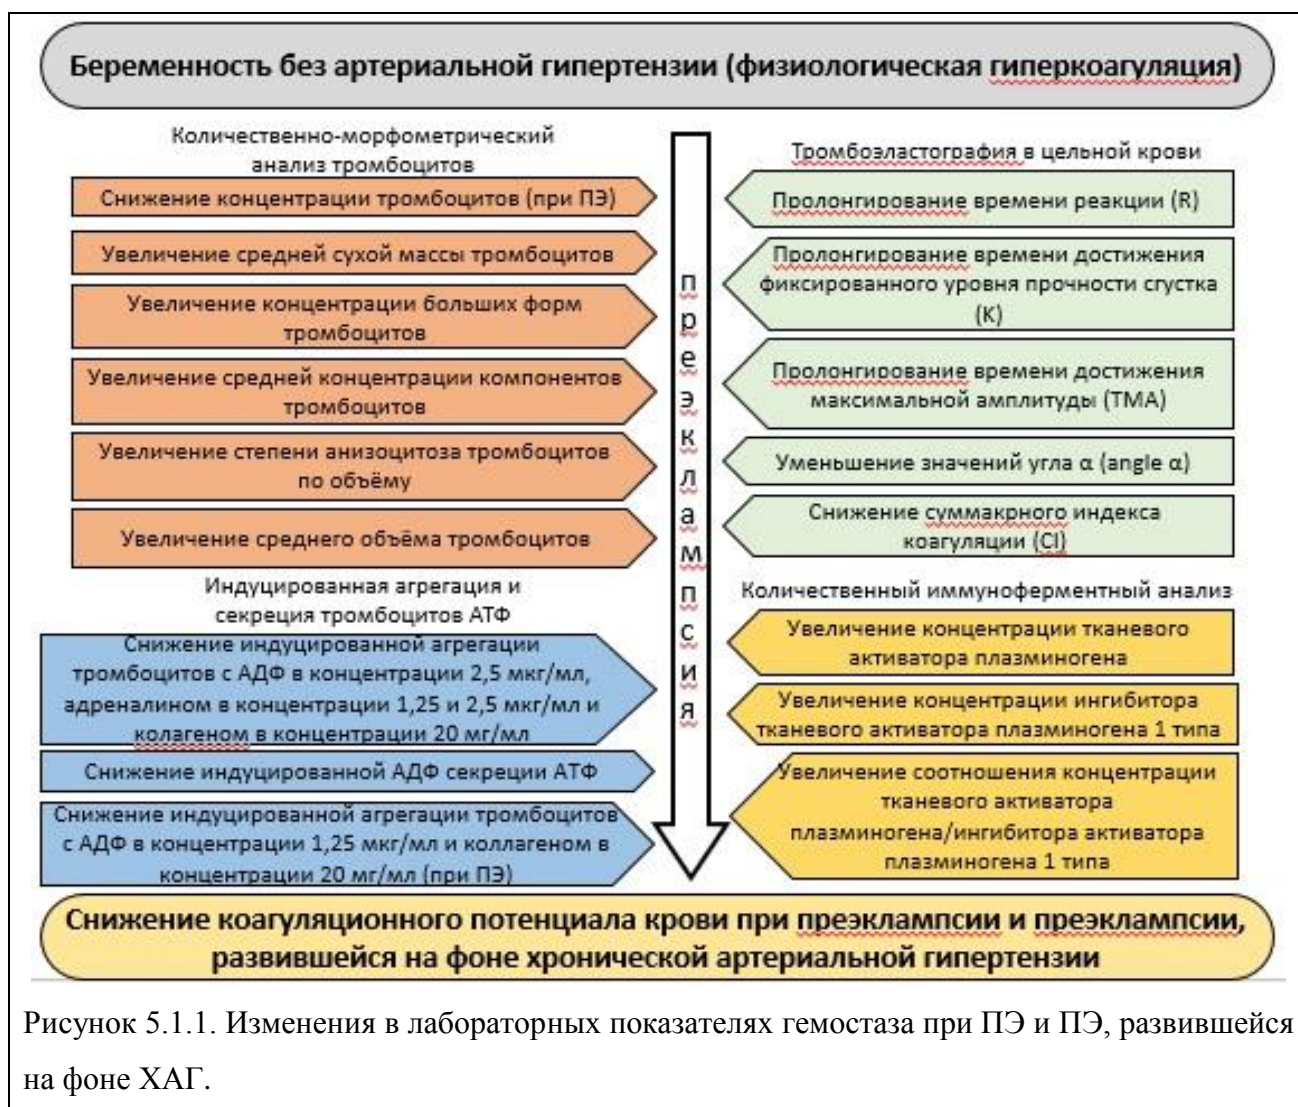 Беременность без артериальной гипертензии (физиологическая гиперкоагуляция)
Количественно-морфометрический
анализ тромбоцитов
Снижение концентрации тромбоцитов (при ПЭ)
Увеличение средней сухой массы тромбоцитов
Увеличение концентрации больших форм
тромбоцитов
Увеличение средней концентрации компонентов
тромбоцитов
Увеличение степени анизоцитоза тромбоцитов
по объёму
Увеличение среднего объёма тромбоцитов
Индуцированная агрегация и
секреция тромбоцитов АТФ
Снижение индуцированной агрегации
тромбоцитов с АДФ в концентрации 2,5 мкг/мл,
адреналином в концентрации 1,25 и 2,5 мкг/мл и
колагеном в концентрации 20 мг/мл
Снижение индуцированной АДФ секреции АТФ
Снижение индуцированной агрегации тромбоцитов
с АДФ в концентрации 1,25 мкг/мл и коллагеном в
концентрации 20 мг/мл (при ПЭ)
преэклампсия
Тромбоэластография в цельной крови
Пролонгирование времени реакции (R)
Пролонгирование времени достижения
фиксированного уровня прочности сгустка
(K)
Пролонгирование времени достижения
максимальной амплитуды (TMA)
Уменьшение значений угла α (angle α)
Снижение суммакрного индекса
коагуляции (CI)
Количественный иммуноферментный анализ
Увеличение концентрации тканевого
активатора плазминогена
Увеличение концентрации ингибитора
тканевого активатора плазминогена 1 типа
Увеличение соотношения концентрации
тканевого активатора
плазминогена/ингибитора активатора
плазминогена 1 типа
Снижение коагуляционного потенциала крови при преэклампсии и преэклампсии,
развившейся на фоне хронической артериальной гипертензии
Рисунок 5.1.1. Изменения в лабораторных показателях гемостаза при ПЭ и ПЭ, развившейся
на фоне ХАГ.